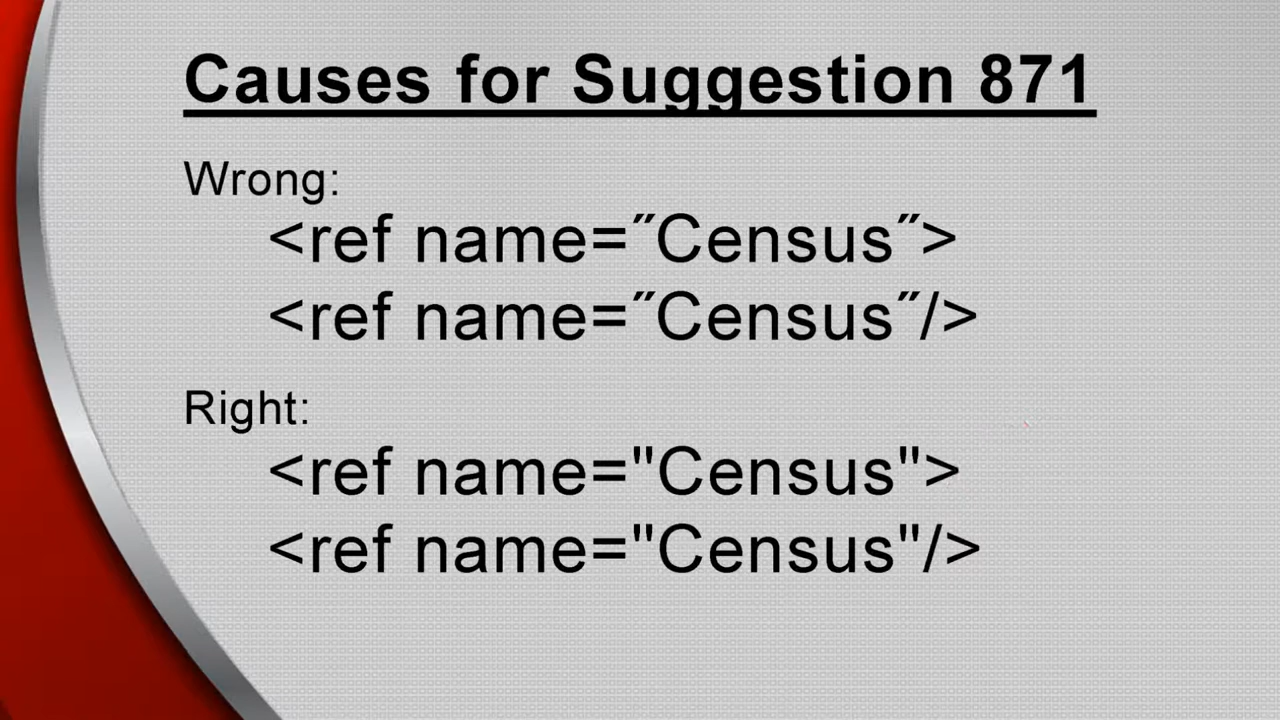 Causes for Suggestion 871
Wrong:
<ref name=˝Census˝>
<ref name=˝Census˝/>
Right:
<ref name="Census">
<ref name="Census"/>